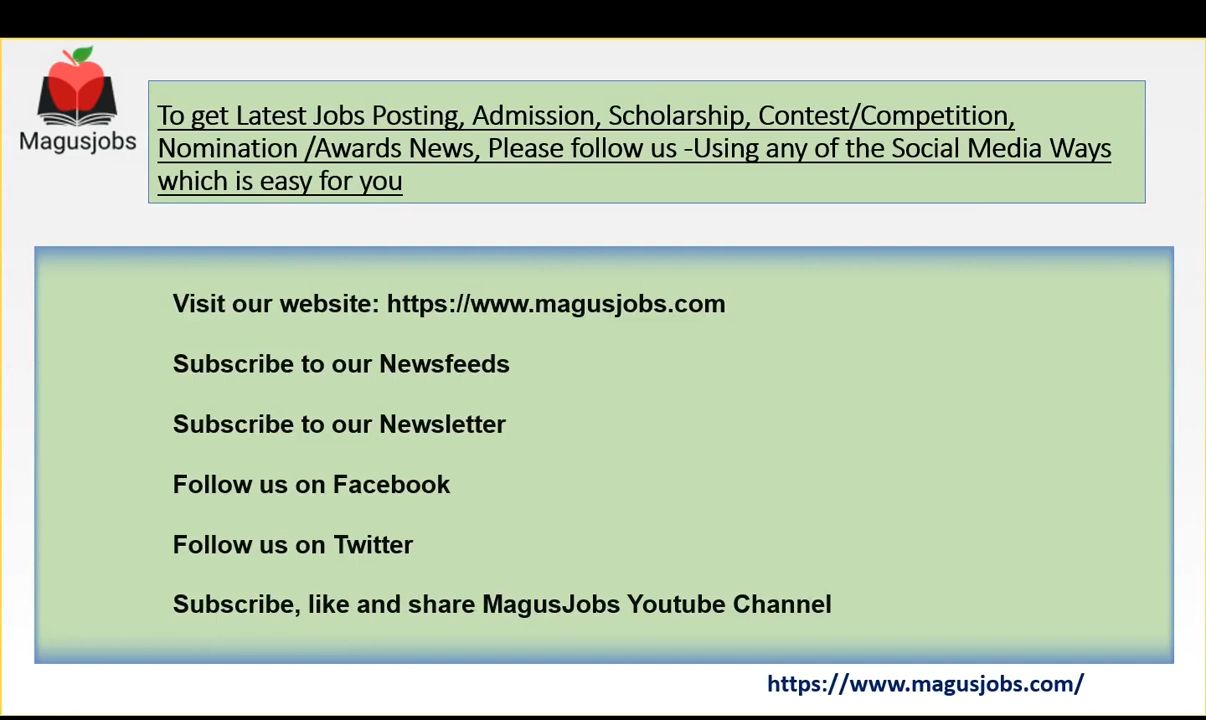 Magusjobs
To get Latest Jobs Posting, Admission, Scholarship, Contest/Competition,
Nomination /Awards News, Please follow us -Using any of the Social Media Ways
which is easy for you
Visit our website: https://www.magusjobs.com
Subscribe to our Newsfeeds
Subscribe to our Newsletter
Follow us on Facebook
Follow us on Twitter
Subscribe, like and share MagusJobs Youtube Channel
https://www.magusjobs.com/